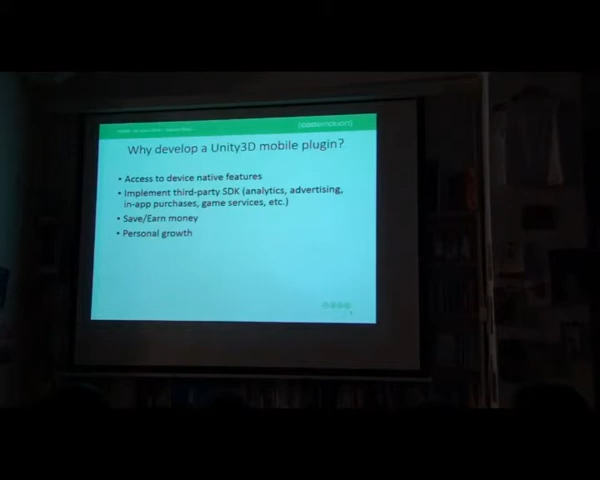 {codemotion}
Why develop a Unity3D mobile plugin?
• Access to device native features
• Implement third-party SDK (analytics, advertising,
in-app purchases, game services, etc.)
• Save/Earn money
• Personal growth